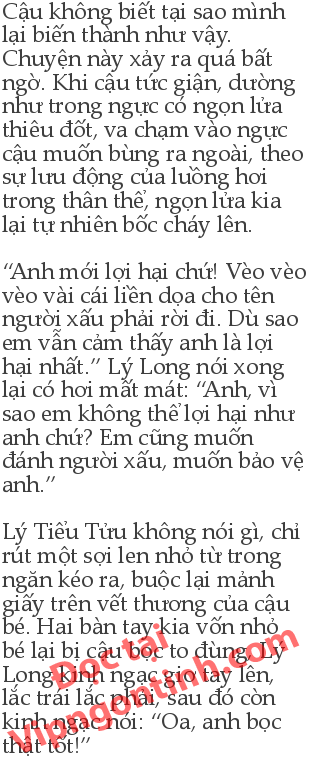 Cậu không biết tại sao mình
lại biến thành như vậy.
Chuyện này xảy ra quá bất
ngờ. Khi cậu tức giận, dường
như trong ngực có ngọn lửa
thiêu đốt, va chạm vào ngực
cậu muốn bùng ra ngoài, theo
sự lưu động của luồng hơi
trong thân thể, ngọn lửa kia
lại tự nhiên bốc cháy lên.

“Anh mới lợi hại chứ! Vèo vèo
vèo vài cái liền dọa cho tên
người xấu phải rời đi. Dù sao
em vẫn cảm thấy anh là lợi
hại nhất.” Lý Long nói xong
lại có hơi mất mát: “Anh, vì
sao em không thể lợi hại như
anh chứ? Em cũng muốn
đánh người xấu, muốn bảo vệ
anh.”

Lý Tiểu Tửu không nói gì, chỉ
rút một sợi len nhỏ từ trong
ngăn kéo ra, buộc lại mảnh
giấy trên vết thương của cậu
bé. Hai bàn tay kia vốn nhỏ
bé lại bị cậu bọc to đùng, Lý
Long kinh ngạc giơ tay lên,
lắc trái lắc phải, sau đó còn
kinh ngạc nói: “Oa, anh bọc
thật tốt!”
Đọc tại
Vipngontinh.com